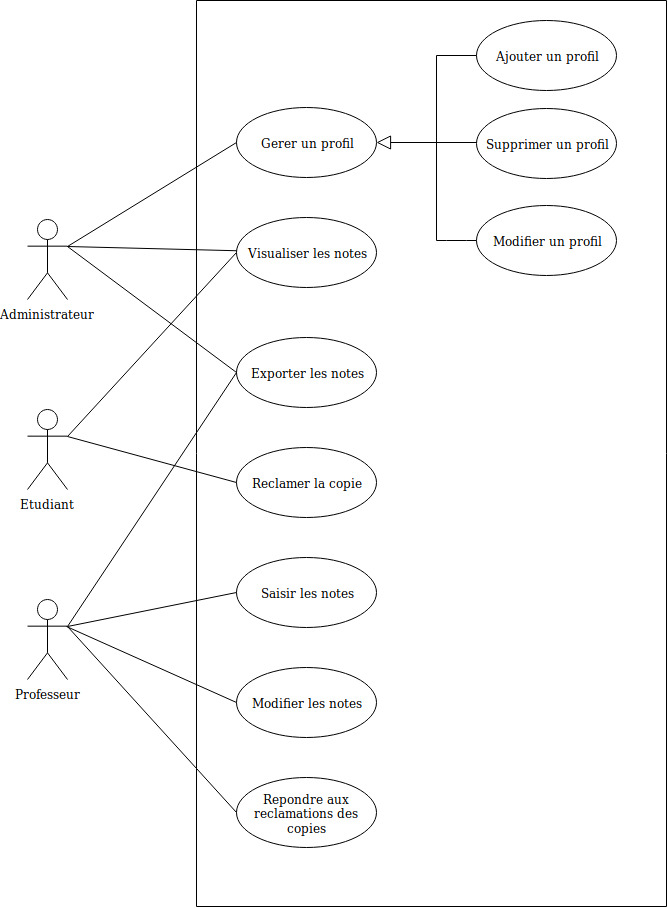 Ajouter un profil
Gerer un profil
Supprimer un profil
Modifier un profil
Visualiser les notes
Administrateur
Exporter les notes
Reclamer la copie
Etudiant
Saisir les notes
Professeur
Modifier les notes
Repondre aux
reclamations des
copies